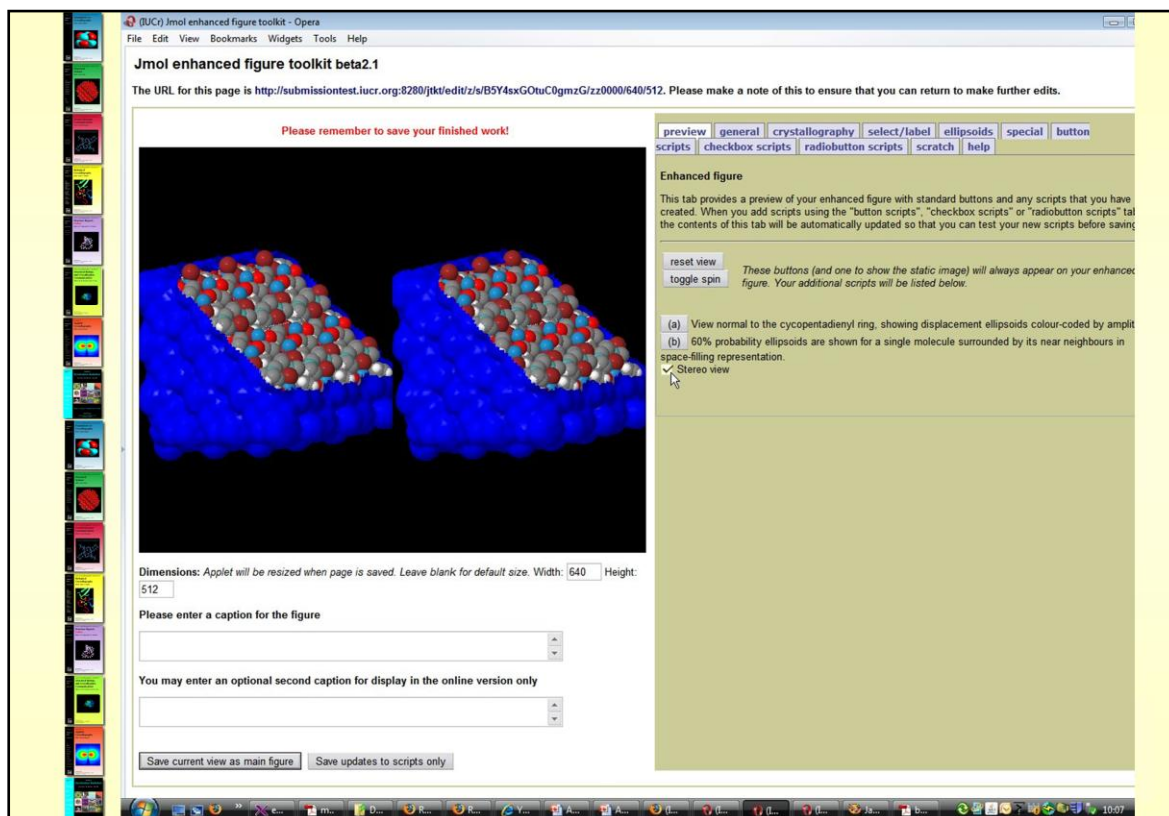 (IUCr) Jmol enhanced figure toolkit - Opera
File Edit View Bookmarks Widgets Tools Help
Jmol enhanced figure toolkit beta2.1
The URL for this page is http://submissiontest.iucr.org:8280/jtkt/edit/z/s/B5Y4sxGOtuC0gmzG/zz0000/640/512. Please make a note of this to ensure that you can return to make further edits.
Please remember to save your finished work!
preview general crystallography select/label ellipsoids special button
scripts checkbox scripts radiobutton scripts scratch help
Enhanced figure
This tab provides a preview of your enhanced figure with standard buttons and any scripts that you have
created. When you add scripts using the "button scripts", "checkbox scripts" or "radiobutton scripts" tab
the contents of this tab will be automatically updated so that you can test your new scripts before saving
reset view
toggle spin
These buttons (and one to show the static image) will always appear on your enhanced
figure. Your additional scripts will be listed below.
(a) View normal to the cycopentadienyl ring, showing displacement ellipsoids colour-coded by amplit
(b) 60% probability ellipsoids are shown for a single molecule surrounded by its near neighbours in
space-filling representation.
Stereo view
Dimensions: Applet will be resized when page is saved. Leave blank for default size. Width: 640 Height:
512
Please enter a caption for the figure
You may enter an optional second caption for display in the online version only
Save current view as main figure Save updates to scripts only
e... m... D... R... R... Y... A... A... (I... (I... (I... (I... Ja... b... 10:07